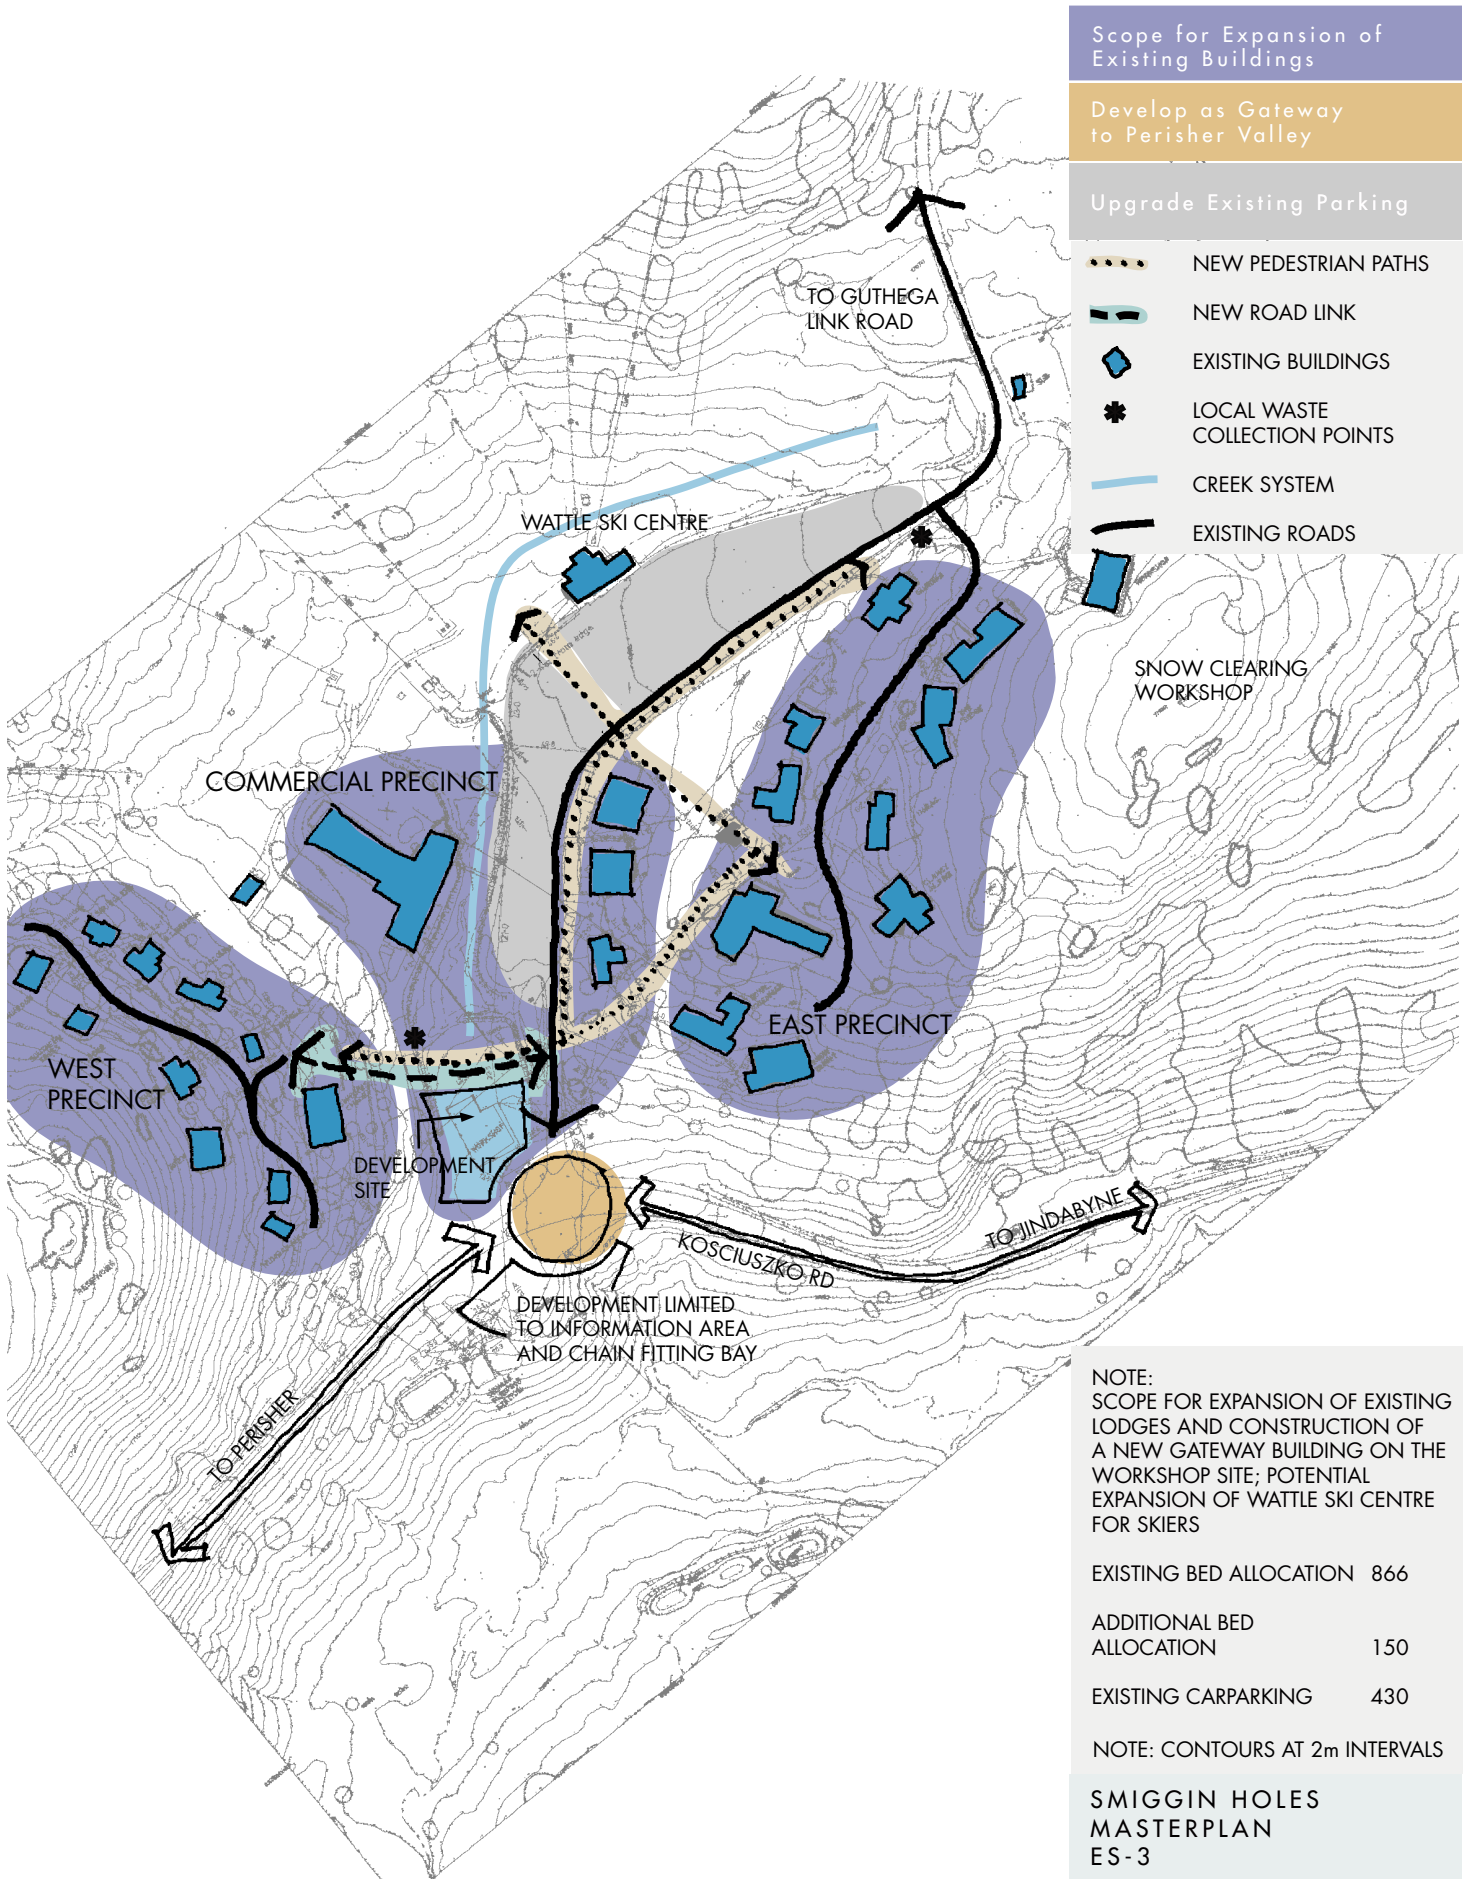 Scope for Expansion of
Existing Buildings
Develop as Gateway
to Perisher Valley
Upgrade Existing Parking
NEW PEDESTRIAN PATHS
NEW ROAD LINK
EXISTING BUILDINGS
LOCAL WASTE
COLLECTION POINTS
CREEK SYSTEM
EXISTING ROADS
TO GUTHEGA
LINK ROAD
WATTLE SKI CENTRE
SNOW CLEARING
WORKSHOP
COMMERCIAL PRECINCT
EAST PRECINCT
WEST
PRECINCT
DEVELOPMENT
SITE
TO JINDABYNE
KOSCIUSZKO RD
DEVELOPMENT LIMITED
TO INFORMATION AREA
AND CHAIN FITTING BAY
TO PERISHER
NOTE:
SCOPE FOR EXPANSION OF EXISTING
LODGES AND CONSTRUCTION OF
A NEW GATEWAY BUILDING ON THE
WORKSHOP SITE; POTENTIAL
EXPANSION OF WATTLE SKI CENTRE
FOR SKIERS
EXISTING BED ALLOCATION 866
ADDITIONAL BED
ALLOCATION 150
EXISTING CARPARKING 430
NOTE: CONTOURS AT 2m INTERVALS
SMIGGIN HOLES
MASTERPLAN
ES-3